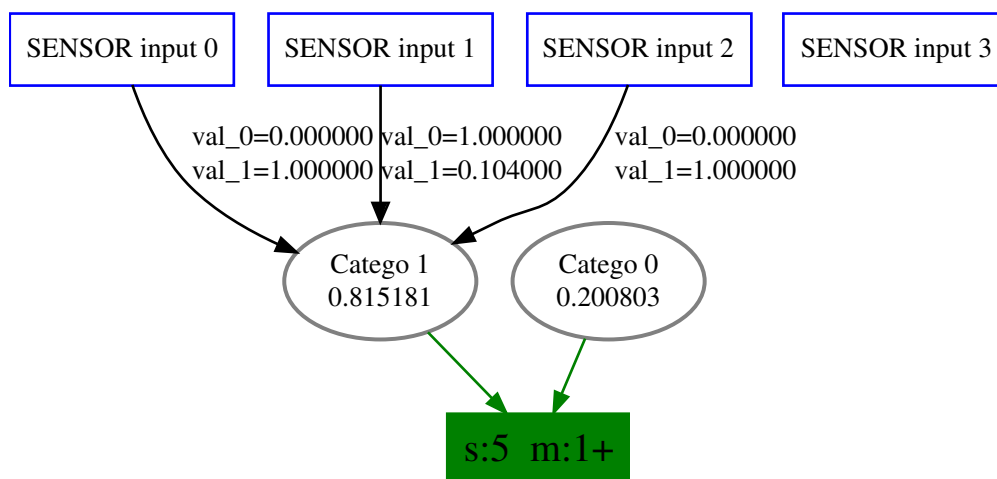 SENSOR input 0
SENSOR input 1
SENSOR input 2
SENSOR input 3
val_0=0.000000
val_1=1.000000
val_0=1.000000
val_1=0.104000
val_0=0.000000
val_1=1.000000
Catego 1
0.815181
Catego 0
0.200803
s:5 m:1+